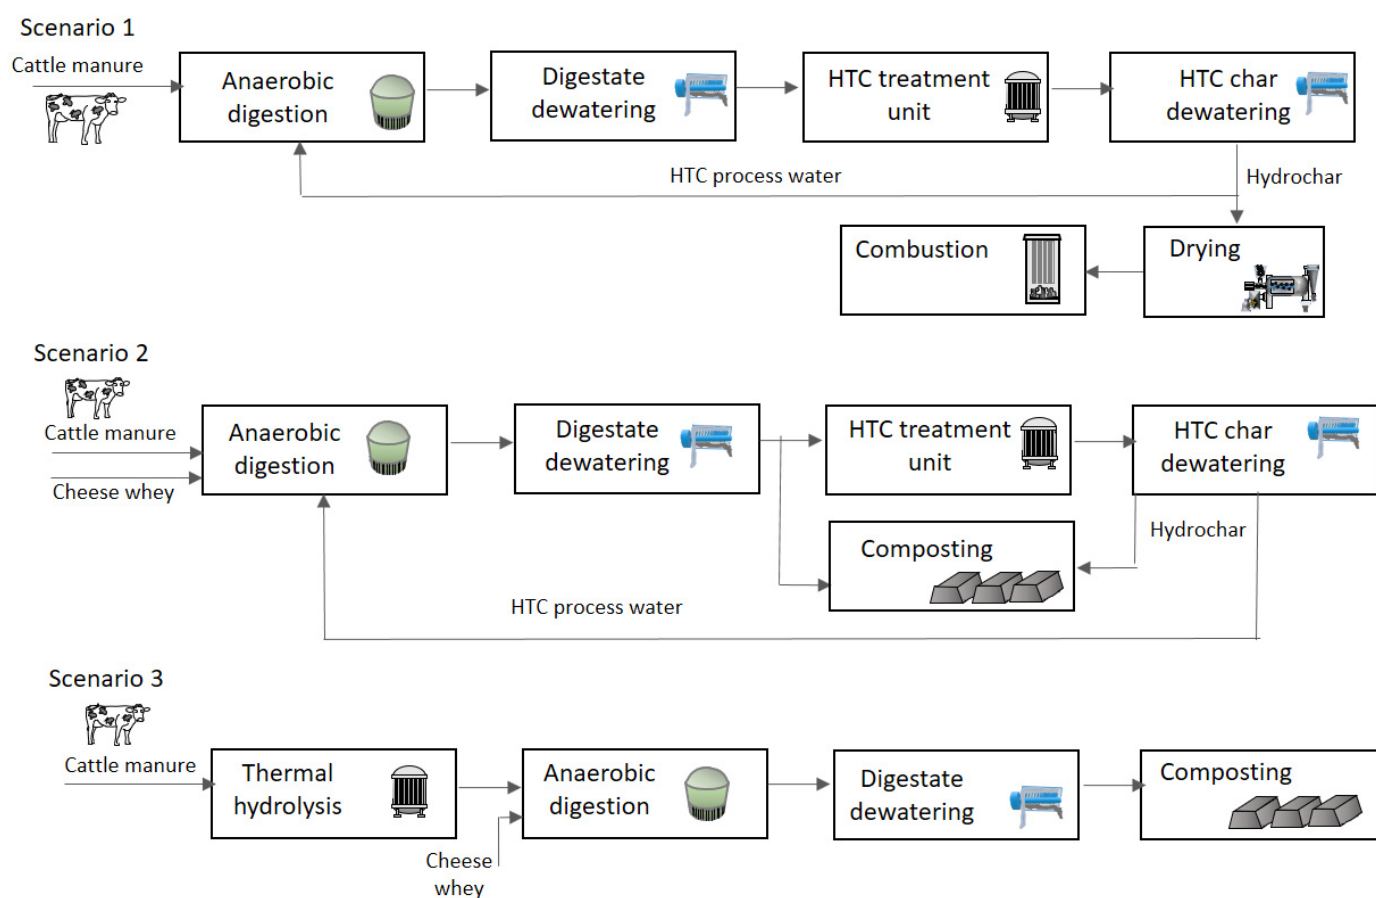 Scenario 1
Cattle manure
Anaerobic
digestion
Digestate
dewatering
HTC treatment
unit
HTC char
dewatering
HTC process water
Hydrochar
Combustion
Drying
Scenario 2
Cattle manure
Cheese whey
Anaerobic
digestion
Digestate
dewatering
HTC treatment
unit
HTC char
dewatering
Hydrochar
Composting
HTC process water
Scenario 3
Cattle manure
Thermal
hydrolysis
Cheese
whey
Anaerobic
digestion
Digestate
dewatering
Composting